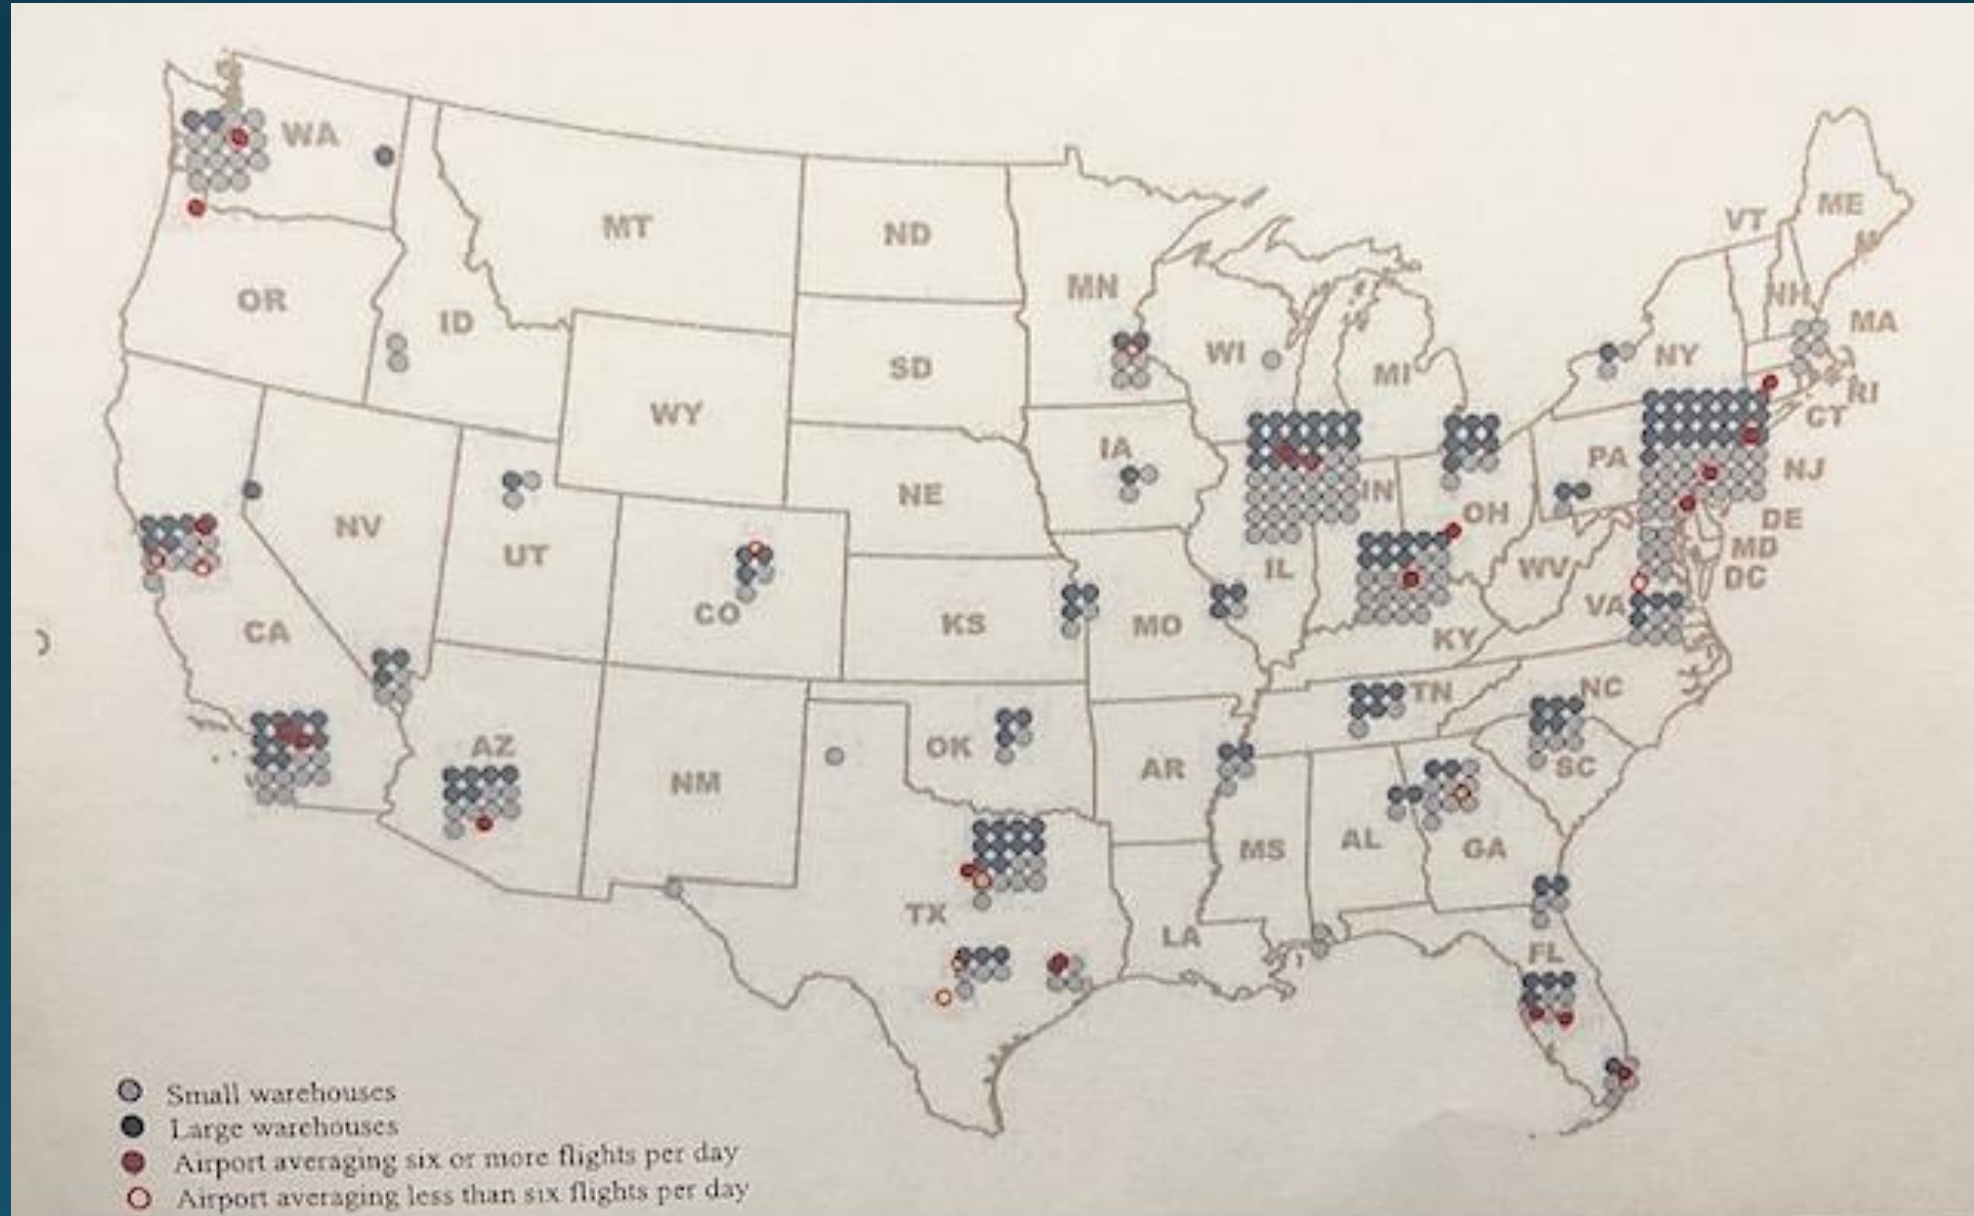 WA
MT
ND
MN
VT
ME
OR
ID
SD
WI
MI
NY
NH
MA
WY
IA
RI
CT
NE
PA
NJ
NV
UT
IN
OH
DE
MD
DC
CO
KS
MO
IL
WV
VA
CA
KY
AZ
NM
OK
AR
TN
NC
SC
TX
LA
MS
AL
GA
FL
Small warehouses
Large warehouses
Airport averaging six or more flights per day
Airport averaging less than six flights per day